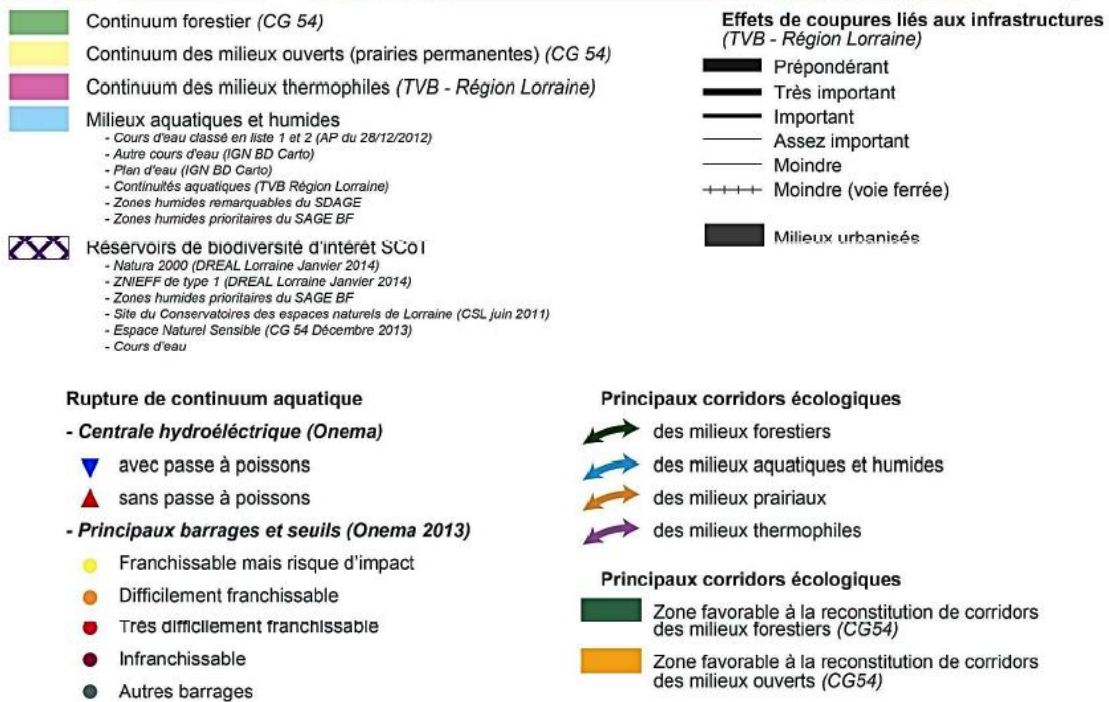 Continuum forestier (CG 54)
Continuum des milieux ouverts (prairies permanentes) (CG 54)
Continuum des milieux thermophiles (TVB - Région Lorraine)
Milieux aquatiques et humides
- Cours d'eau classé en liste 1 et 2 (AP du 28/12/2012)
- Autre cours d'eau (IGN BD Carto)
- Plan d'eau (IGN BD Carto)
- Continuités aquatiques (TVB Région Lorraine)
- Zones humides remarquables du SDAGE
- Zones humides prioritaires du SAGE BF
Réservoirs de biodiversité d'intérêt SCoT
- Natura 2000 (DREAL Lorraine Janvier 2014)
- ZNIEFF de type 1 (DREAL Lorraine Janvier 2014)
- Zones humides prioritaires du SAGE BF
- Site du Conservatoires des espaces naturels de Lorraine (CSL juin 2011)
- Espace Naturel Sensible (CG 54 Décembre 2013)
- Cours d'eau
Effets de coupures liés aux infrastructures
(TVB - Région Lorraine)
Prépondérant
Très important
Important
Assez important
Moindre
Moindre (voie ferrée)
Milieux urbanisés
Rupture de continuum aquatique
- Centrale hydroéléctrique (Onema)
avec passe à poissons
sans passe à poissons
- Principaux barrages et seuils (Onema 2013)
Franchissable mais risque d'impact
Difficilement franchissable
Très difficilement franchissable
Infranchissable
Autres barrages
Principaux corridors écologiques
des milieux forestiers
des milieux aquatiques et humides
des milieux prairiaux
des milieux thermophiles
Principaux corridors écologiques
Zone favorable à la reconstitution de corridors
des milieux forestiers (CG54)
Zone favorable à la reconstitution de corridors
des milieux ouverts (CG54)